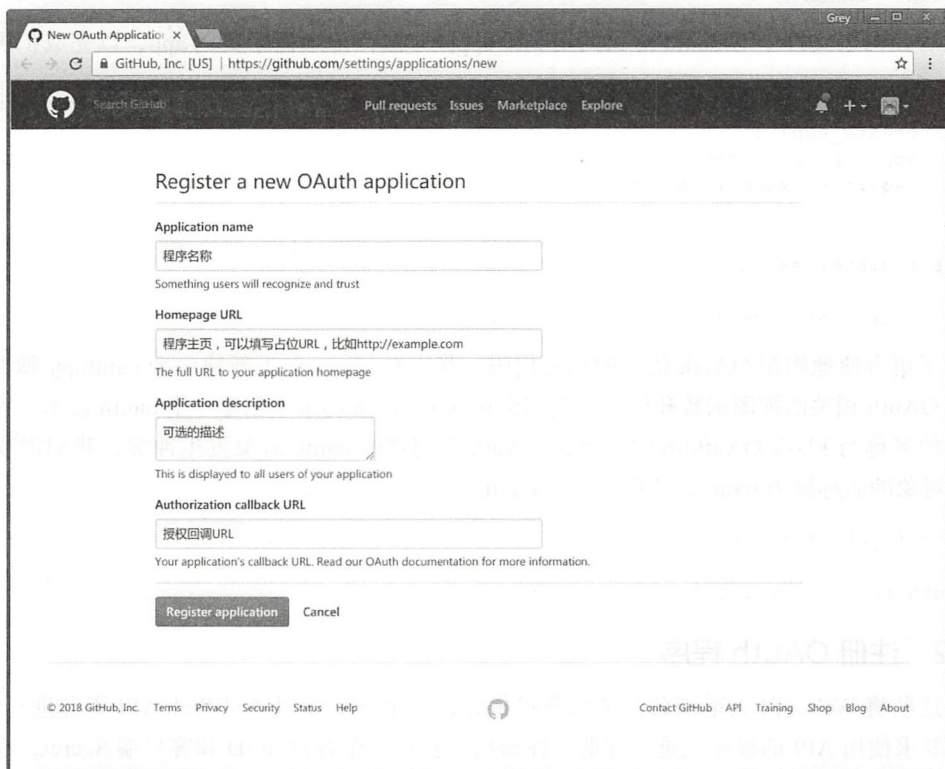 Grey
New OAuth Application
GitHub, Inc. [US] | https://github.com/settings/applications/new
Search GitHub
Pull requests Issues Marketplace Explore
Register a new OAuth application
Application name
程序名称
Something users will recognize and trust
Homepage URL
程序主页，可以填写占位URL，比如http://example.com
The full URL to your application homepage
Application description
可选的描述
This is displayed to all users of your application
Authorization callback URL
授权回调URL
Your application's callback URL. Read our OAuth documentation for more information.
Register application Cancel
注册 OAuth 程序
© 2018 GitHub, Inc. Terms Privacy Security Status Help Contact GitHub API Training Shop Blog About